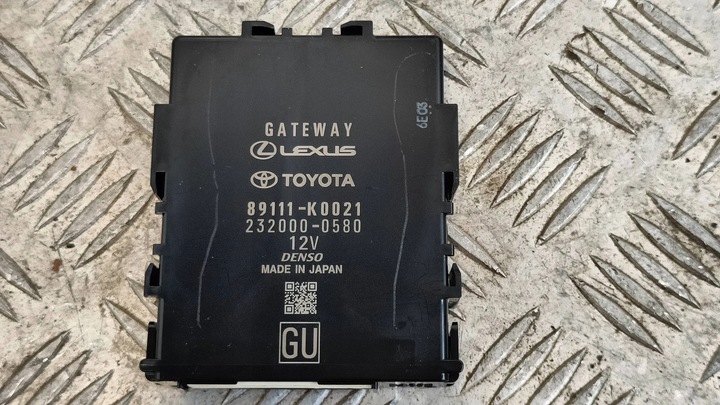 GATEWAY
LEXUS
TOYOTA
89111-K0021
232000-0580
12V
DENSO
MADE IN JAPAN
GU
6E03